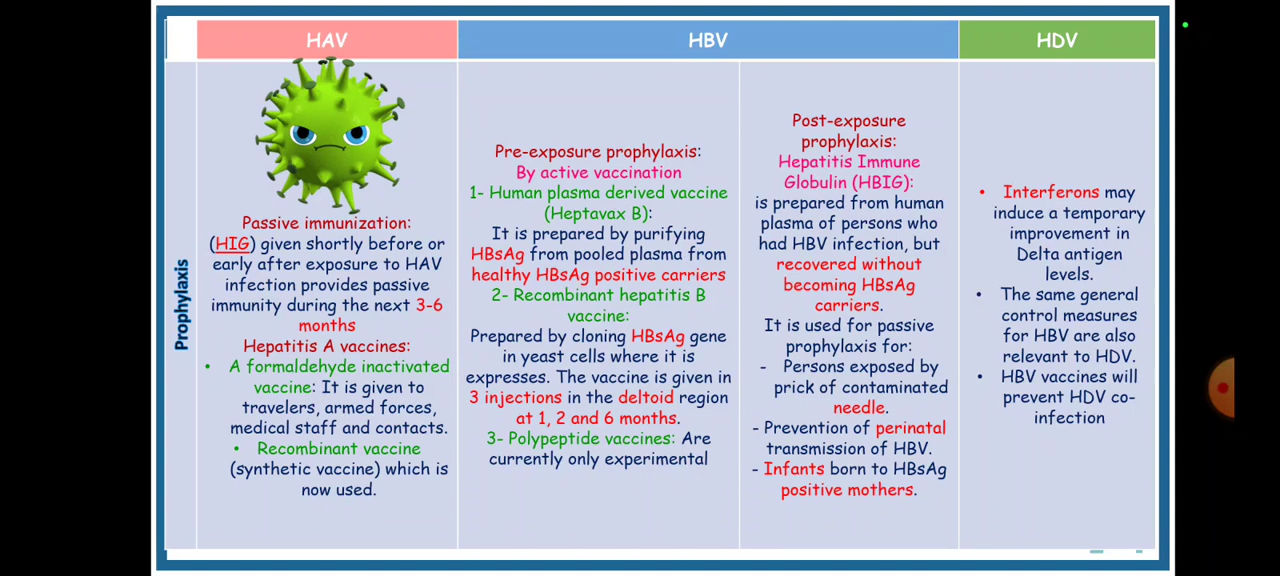 HAV
HBV
HDV
Prophylaxis
Passive immunization:
(HIG) given shortly before or
early after exposure to HAV
infection provides passive
immunity during the next 3-6
months
Hepatitis A vaccines:
• A formaldehyde inactivated
vaccine: It is given to
travelers, armed forces,
medical staff and contacts.
• Recombinant vaccine
(synthetic vaccine) which is
now used.
Pre-exposure prophylaxis:
By active vaccination
1- Human plasma derived vaccine
(Heptavax B):
It is prepared by purifying
HBsAg from pooled plasma from
healthy HBsAg positive carriers
2- Recombinant hepatitis B
vaccine:
Prepared by cloning HBsAg gene
in yeast cells where it is
expresses. The vaccine is given in
3 injections in the deltoid region
at 1, 2 and 6 months.
3- Polypeptide vaccines: Are
currently only experimental
Post-exposure
prophylaxis:
Hepatitis Immune
Globulin (HBIG):
is prepared from human
plasma of persons who
had HBV infection, but
recovered without
becoming HBsAg
carriers.
It is used for passive
prophylaxis for:
- Persons exposed by
prick of contaminated
needle.
- Prevention of perinatal
transmission of HBV.
- Infants born to HBsAg
positive mothers.
• Interferons may
induce a temporary
improvement in
Delta antigen
levels.
• The same general
control measures
for HBV are also
relevant to HDV.
• HBV vaccines will
prevent HDV co-
infection